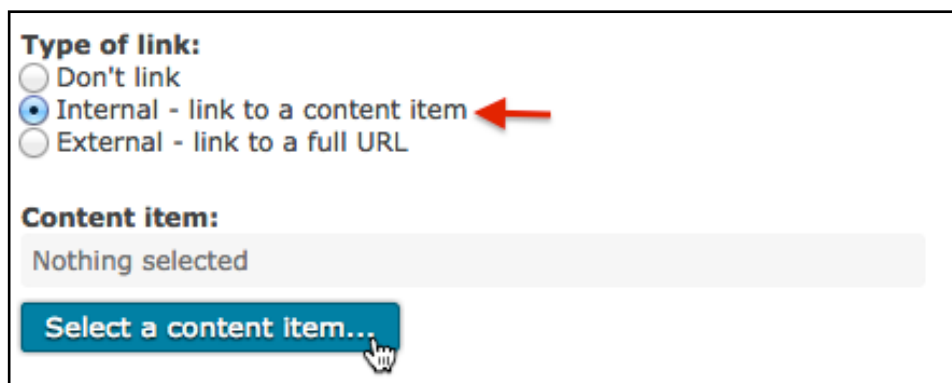 Type of link:
Don't link
Internal - link to a content item
External - link to a full URL
Content item:
Nothing selected
Select a content item...